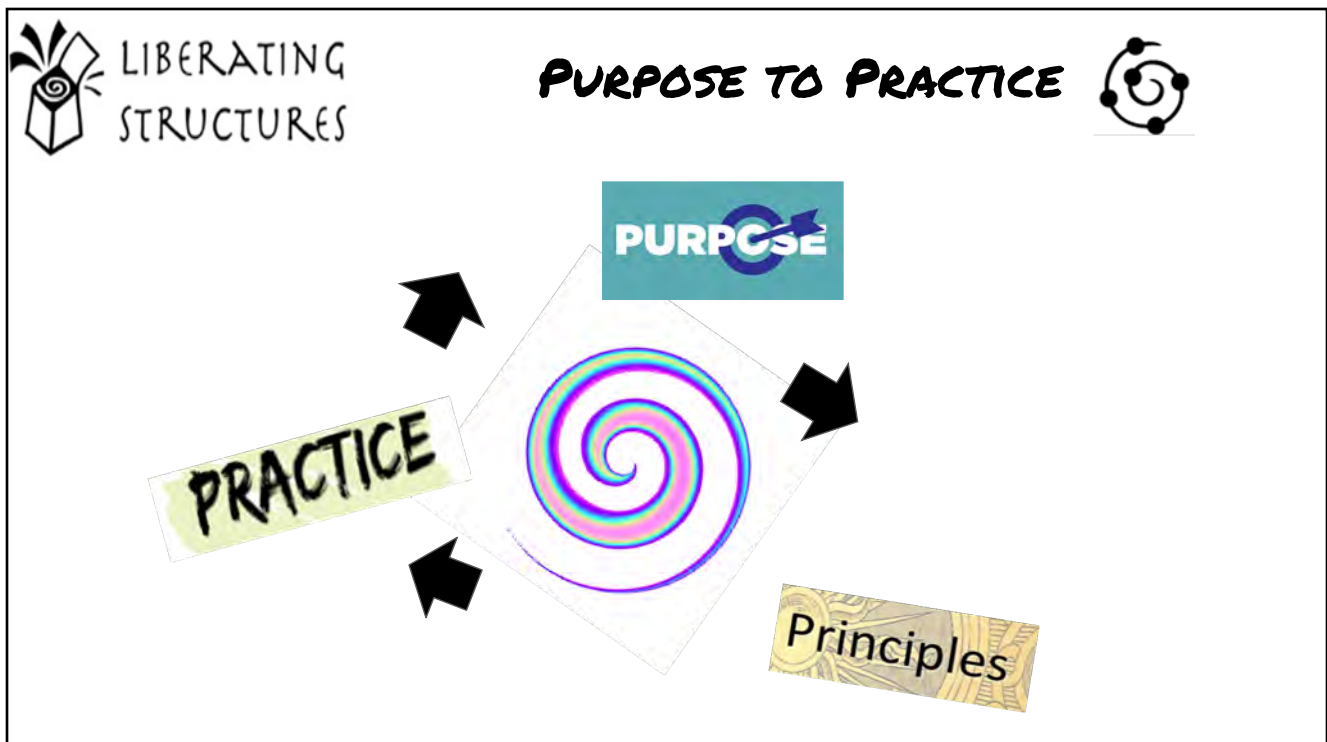 LIBERATING
STRUCTURES
PURPOSE TO PRACTICE
PURPOSE
PRACTICE
Principles